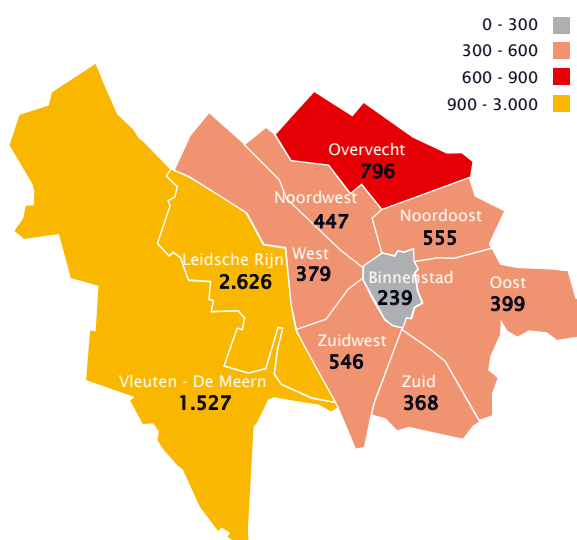 0 - 300
300 - 600
600 - 900
900 - 3.000
Overvecht
796
Noordwest
447
Noordoost
555
Leidsche Rijn
2.626
West
379
Binnenstad
239
Oost
399
Zuidwest
546
Vleuten - De Meern
1.527
Zuid
368